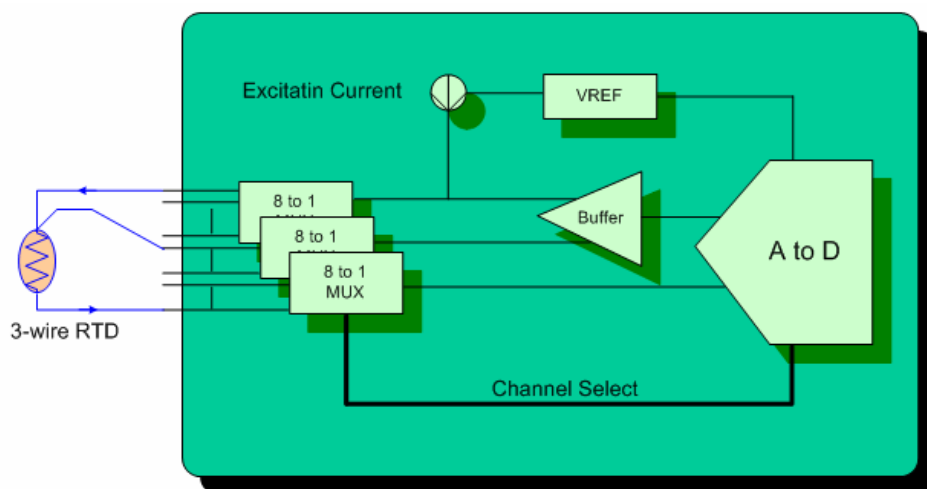 Excitatin Current
VREF
8 to 1
8 to 1
8 to 1
MUX
Buffer
A to D
3-wire RTD
Channel Select